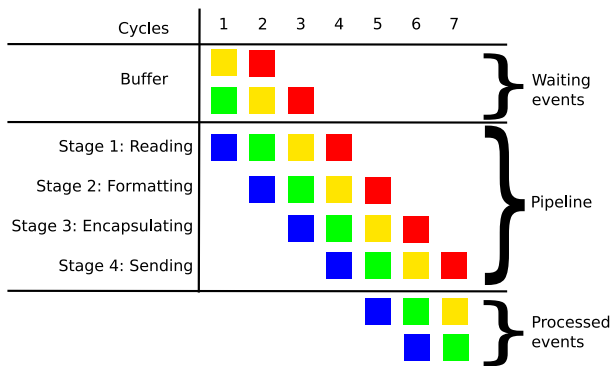 Cycles 1 2 3 4 5 6 7
Buffer
Waiting
events
Stage 1: Reading
Stage 2: Formatting
Stage 3: Encapsulating
Stage 4: Sending
Pipeline
Processed
events